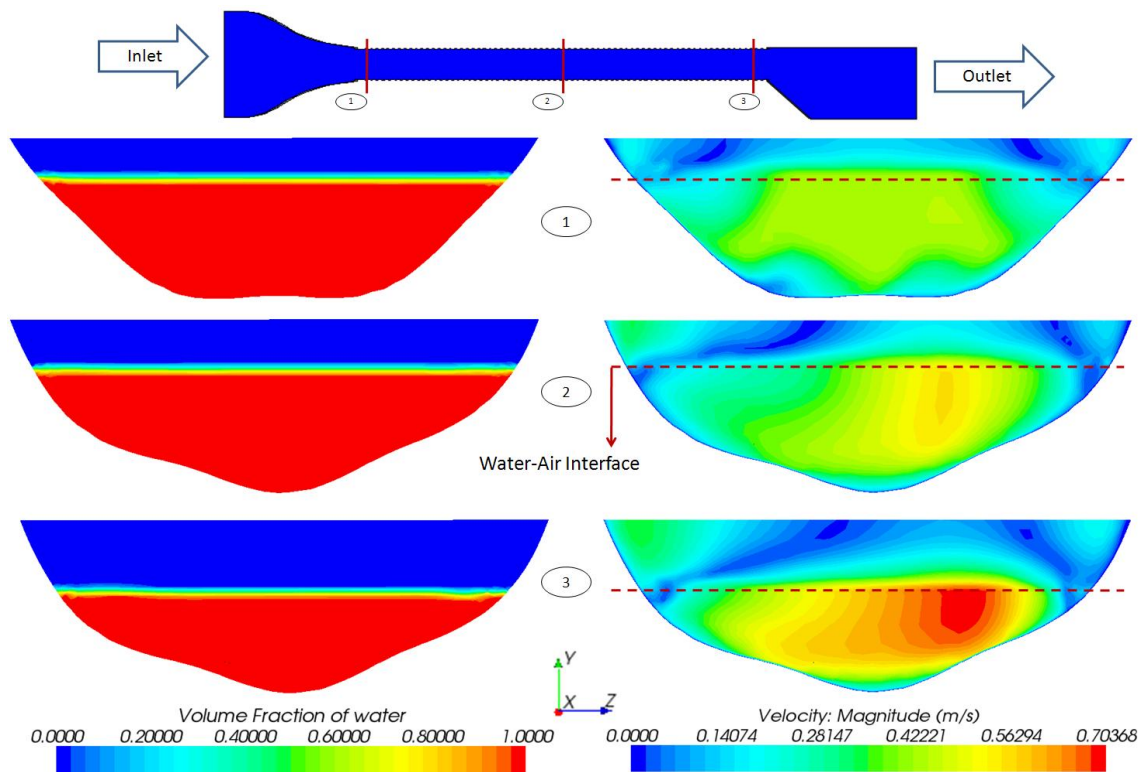 Inlet
Outlet
1
2
3
1
2
Water-Air Interface
3
Y
X
Z
Volume Fraction of water
0.0000 0.20000 0.40000 0.60000 0.80000 1.0000
Velocity: Magnitude (m/s)
0.0000 0.14074 0.28147 0.42221 0.56294 0.70368